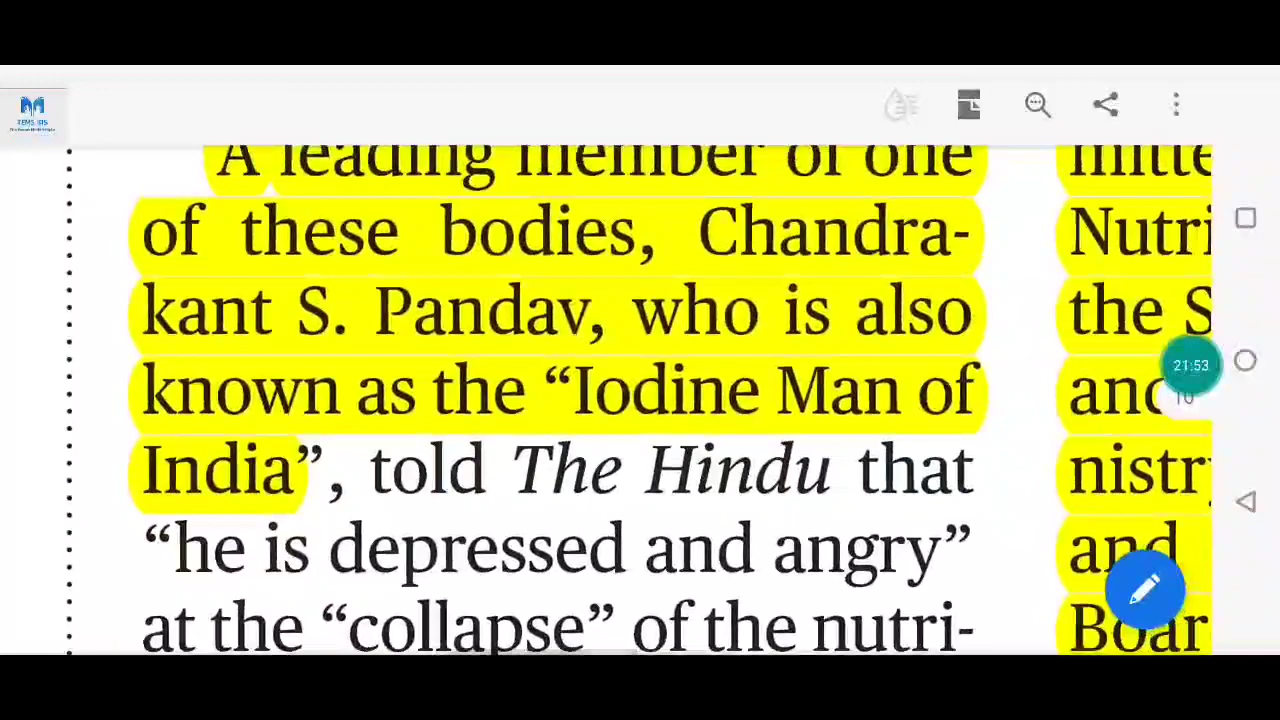 A leading member of one
of these bodies, Chandra-
kant S. Pandav, who is also
known as the “Iodine Man of
India”, told The Hindu that
“he is depressed and angry”
at the “collapse” of the nutri-
mitte
Nutri
the S
and
nistry
and
Boar
21:53
10